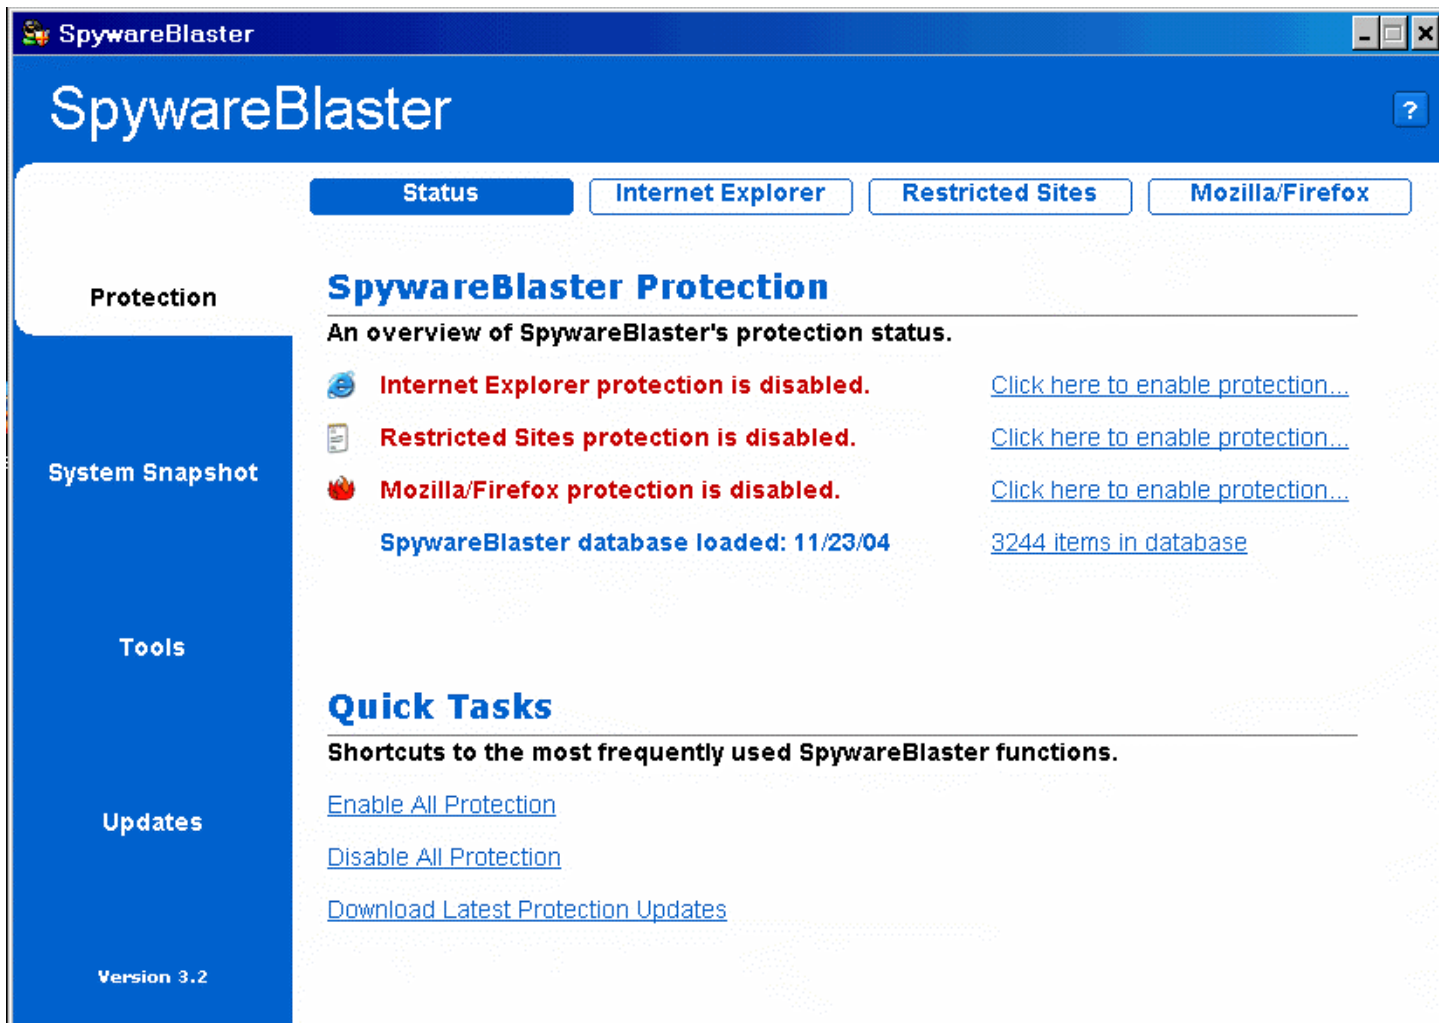 SpywareBlaster
SpywareBlaster
?
Status Internet Explorer Restricted Sites Mozilla/Firefox
Protection
SpywareBlaster Protection
An overview of SpywareBlaster's protection status.
Internet Explorer protection is disabled. Click here to enable protection...
Restricted Sites protection is disabled. Click here to enable protection...
System Snapshot
Mozilla/Firefox protection is disabled. Click here to enable protection...
SpywareBlaster database loaded: 11/23/04 3244 items in database
Tools
Quick Tasks
Shortcuts to the most frequently used SpywareBlaster functions.
Enable All Protection
Updates
Disable All Protection
Download Latest Protection Updates
Version 3.2